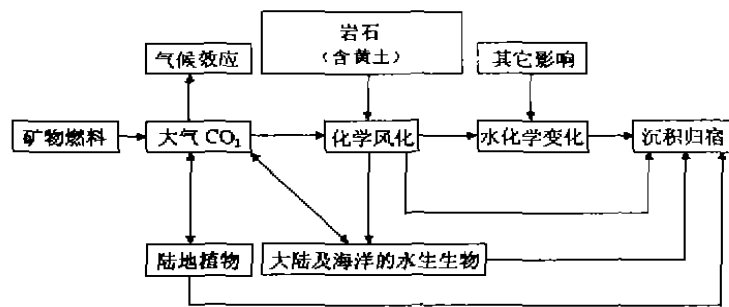 岩石
(含黄土)
气候效应
其它影响
矿物燃料
大气 CO₂
化学风化
水化学变化
沉积归宿
陆地植物
大陆及海洋的水生生物